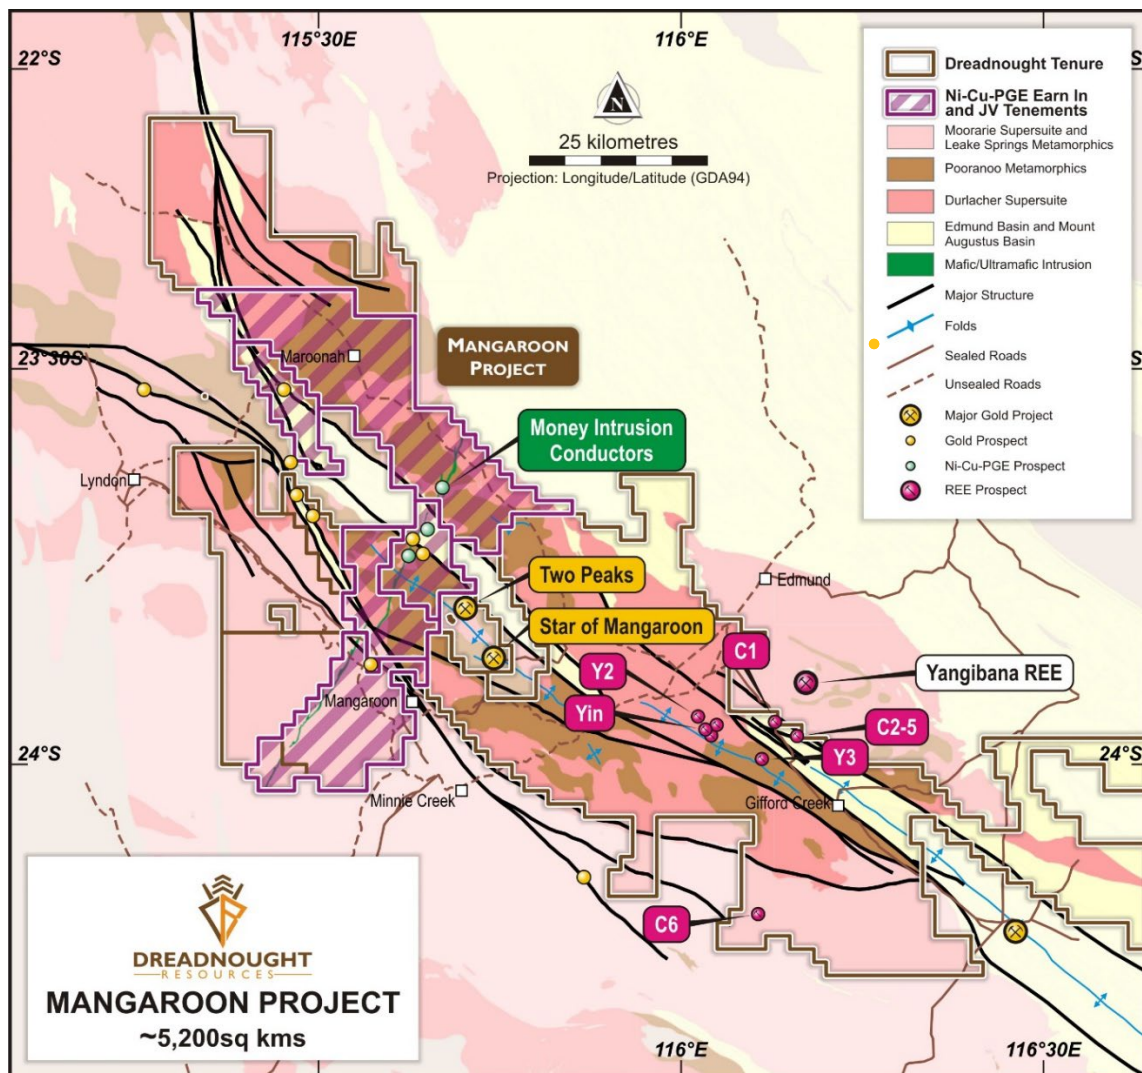 115°30E
116°E
22°S
S
N
25 kilometres
Projection: Longitude/Latitude (GDA94)
Dreadnought Tenure
Ni-Cu-PGE Earn In
and JV Tenements
Moorarie Supersuite and
Leake Springs Metamorphics
Pooranoo Metamorphics
Durlacher Supersuite
Edmund Basin and Mount
Augustus Basin
Mafic/Ultramafic Intrusion
Major Structure
Folds
Sealed Roads
Unsealed Roads
Major Gold Project
Gold Prospect
Ni-Cu-PGE Prospect
REE Prospect
23°30S
S
Maroonah
MANGAROON
PROJECT
Money Intrusion
Conductors
Lyndon
Two Peaks
Edmund
Star of Mangaroon
C1
Y2
Yangibana REE
Mangaroon
Yin
C2-5
Y3
24°S
24°S
Minnie Creek
Gifford Creek
C6
DREADNOUGHT
RESOURCES
MANGAROON PROJECT
~5,200sq kms
116°E
116°30E